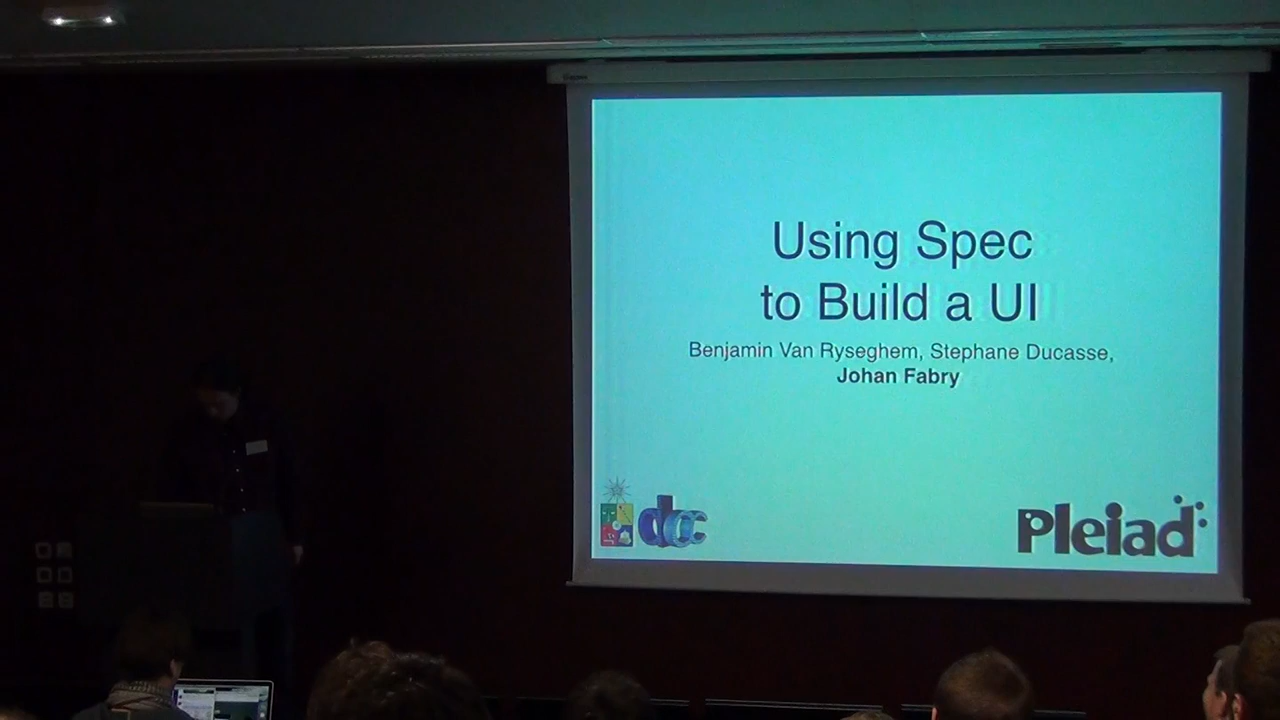 Using Spec
to Build a UI
Benjamin Van Ryseghem, Stephane Ducasse,
Johan Fabry
dcc
Pleiad